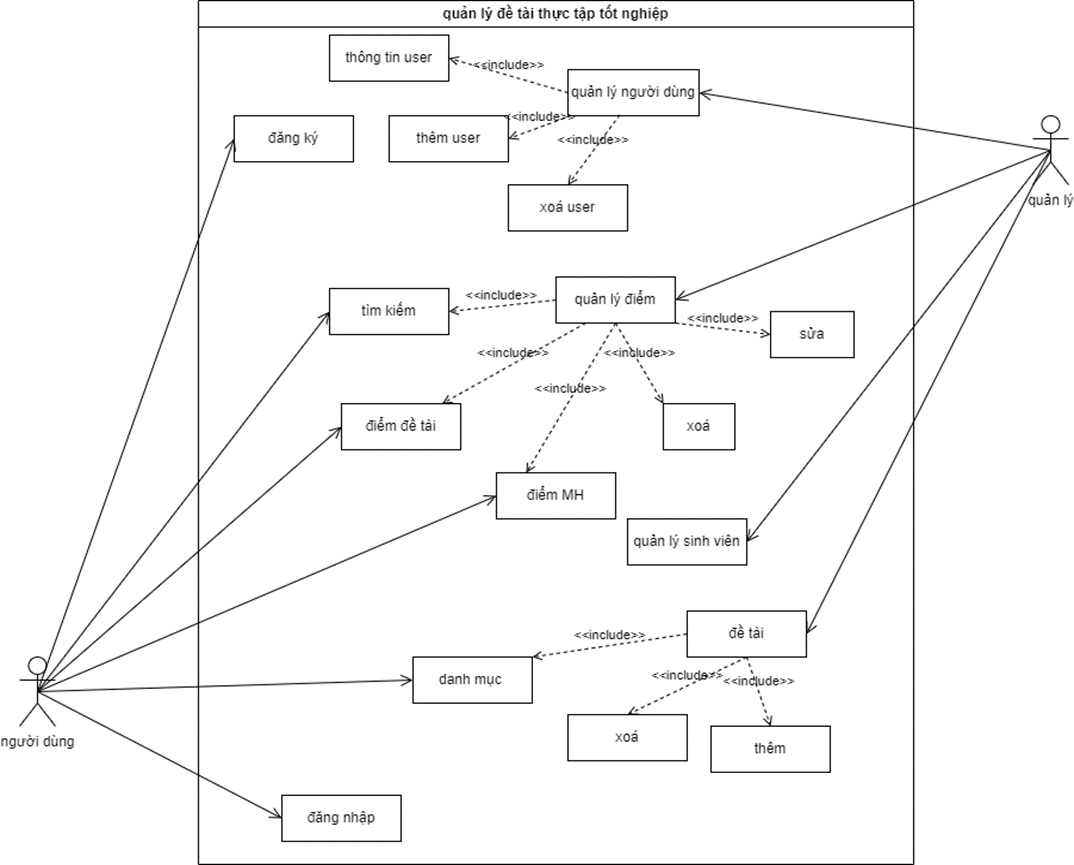 quản lý đề tài thực tập tốt nghiệp
thông tin user
<<include>>
quản lý người dùng
<<include>>
đăng ký
thêm user
<<include>>
xoá user
quản lý
tìm kiếm
<<include>>
quản lý điểm
<<include>>
sửa
<<include>>
<<include>>
<<include>>
điểm đề tài
xoá
điểm MH
quản lý sinh viên
<<include>>
đề tài
danh mục
<<include>>
<<include>>
xoá
thêm
người dùng
đăng nhập